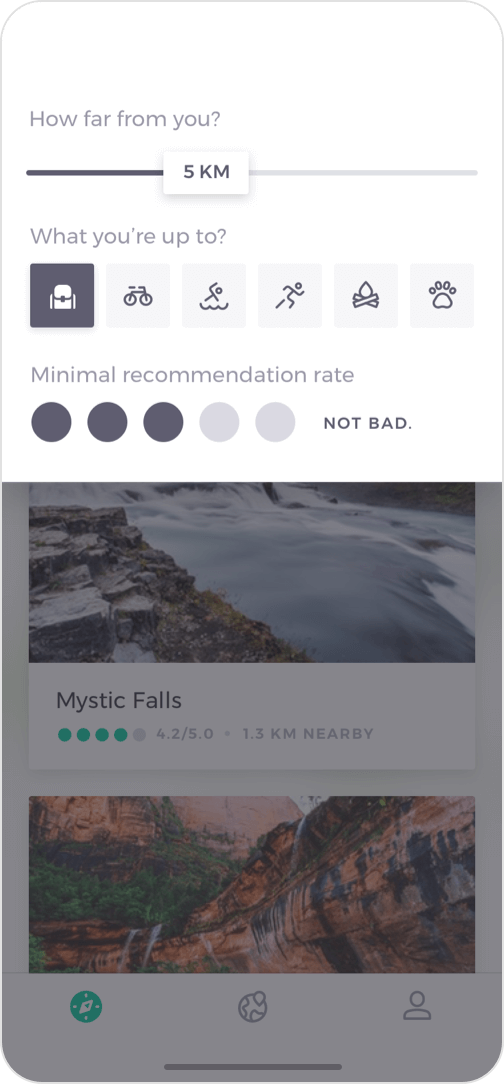 How far from you?
5 KM
What you're up to?
Minimal recommendation rate
NOT BAD.
Mystic Falls
4.2/5.0 • 1.3 KM NEARBY